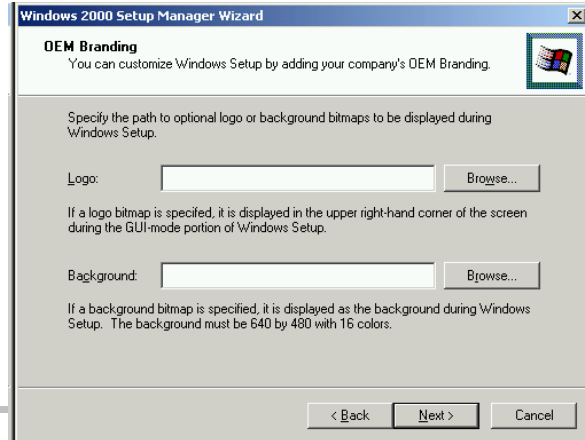 Windows 2000 Setup Manager Wizard
OEM Branding
You can customize Windows Setup by adding your company's OEM Branding.
Specify the path to optional logo or background bitmaps to be displayed during
Windows Setup.
Logo: Browse...
If a logo bitmap is specifed, it is displayed in the upper right-hand corner of the screen
during the GUI-mode portion of Windows Setup.
Background: Browse...
If a background bitmap is specified, it is displayed as the background during Windows
Setup. The background must be 640 by 480 with 16 colors.
< Back Next > Cancel